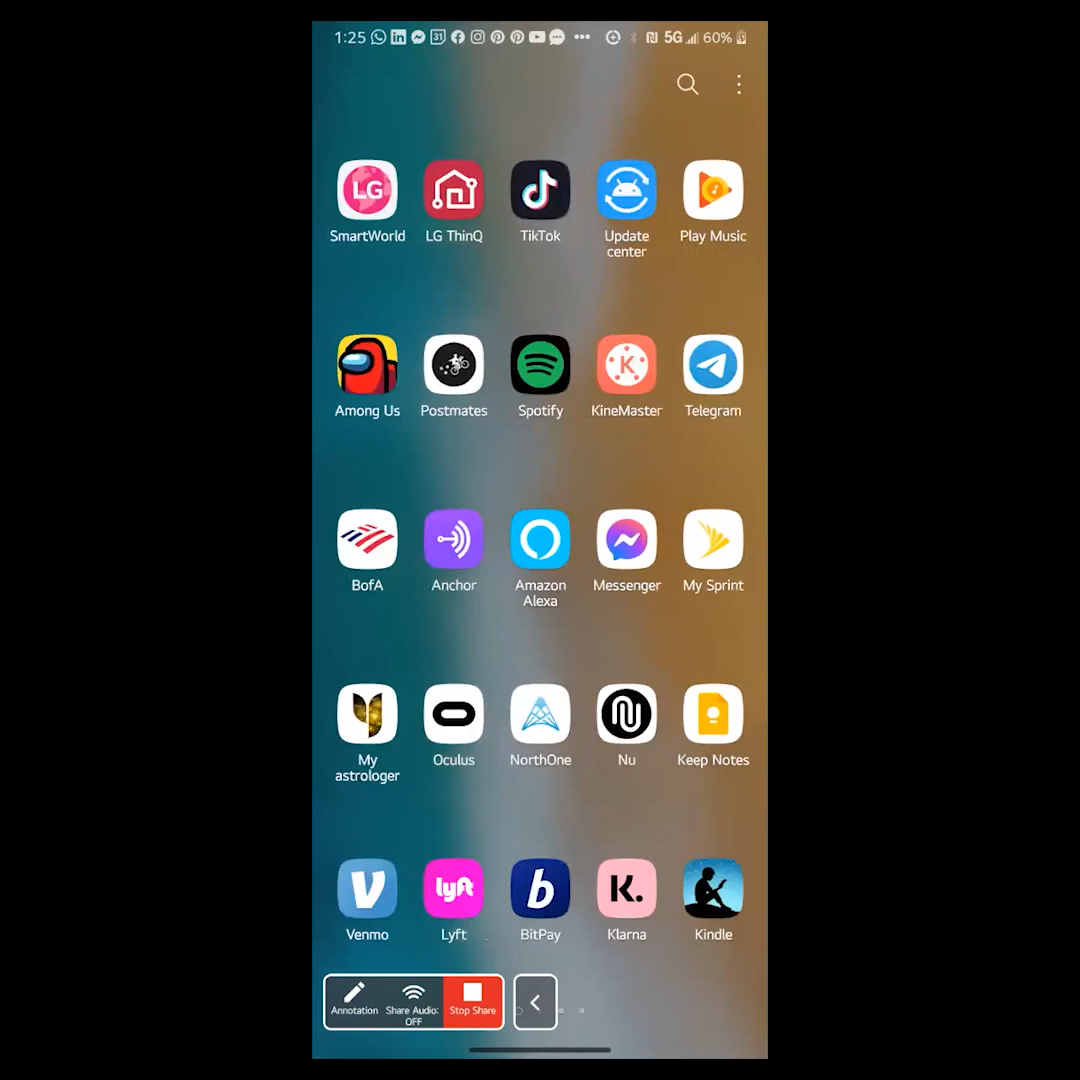 1:25 31 5G 60%
LG
SmartWorld LG ThinQ TikTok Update center Play Music
K
Among Us Postmates Spotify KineMaster Telegram
BofA Anchor Amazon Alexa Messenger My Sprint
My astrologer Oculus NorthOne Nu Keep Notes
V lyft b K.
Venmo Lyft BitPay Klarna Kindle
Annotation Share Audio: OFF Stop Share